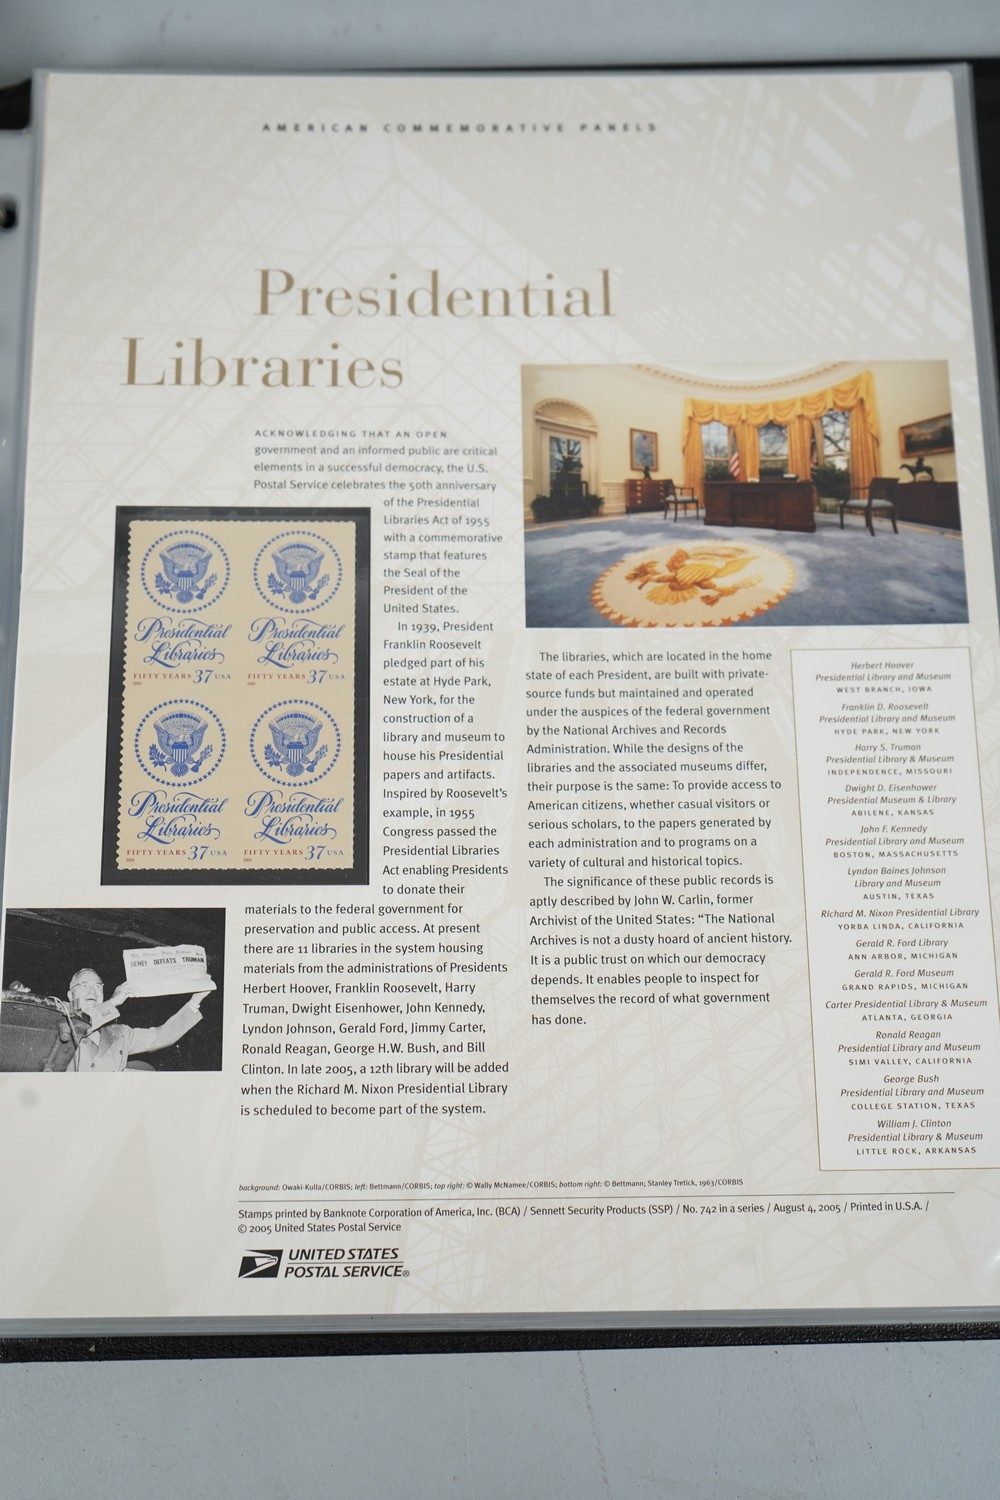 AMERICAN COMMEMORATIVE PANELS
Presidential
Libraries
ACKNOWLEDGING THAT AN OPEN
government and an informed public are critical
elements in a successful democracy, the U.S.
Postal Service celebrates the 50th anniversary
of the Presidential
Libraries Act of 1955
with a commemorative
stamp that features
the Seal of the
President of the
United States.
In 1939, President
Franklin Roosevelt
pledged part of his
estate at Hyde Park,
New York, for the
construction of a
library and museum to
house his Presidential
papers and artifacts.
Inspired by Roosevelt's
example, in 1955
Congress passed the
Presidential Libraries
Act enabling Presidents
to donate their
materials to the federal government for
preservation and public access. At present
there are 11 libraries in the system housing
materials from the administrations of Presidents
Herbert Hoover, Franklin Roosevelt, Harry
Truman, Dwight Eisenhower, John Kennedy,
Lyndon Johnson, Gerald Ford, Jimmy Carter,
Ronald Reagan, George H.W. Bush, and Bill
Clinton. In late 2005, a 12th library will be added
when the Richard M. Nixon Presidential Library
is scheduled to become part of the system.
Presidential
Libraries
FIFTY YEARS 37 USA
2005
Presidential
Libraries
FIFTY YEARS 37 USA
2005
Presidential
Libraries
FIFTY YEARS 37 USA
2005
Presidential
Libraries
FIFTY YEARS 37 USA
2005
DEWEY DEFEATS TRUMAN
The libraries, which are located in the home
state of each President, are built with private-
source funds but maintained and operated
under the auspices of the federal government
by the National Archives and Records
Administration. While the designs of the
libraries and the associated museums differ,
their purpose is the same: To provide access to
American citizens, whether casual visitors or
serious scholars, to the papers generated by
each administration and to programs on a
variety of cultural and historical topics.
The significance of these public records is
aptly described by John W. Carlin, former
Archivist of the United States: “The National
Archives is not a dusty hoard of ancient history.
It is a public trust on which our democracy
depends. It enables people to inspect for
themselves the record of what government
has done.
Herbert Hoover
Presidential Library and Museum
WEST BRANCH, IOWA
Franklin D. Roosevelt
Presidential Library and Museum
HYDE PARK, NEW YORK
Harry S. Truman
Presidential Library & Museum
INDEPENDENCE, MISSOURI
Dwight D. Eisenhower
Presidential Museum & Library
ABILENE, KANSAS
John F. Kennedy
Presidential Library and Museum
BOSTON, MASSACHUSETTS
Lyndon Baines Johnson
Library and Museum
AUSTIN, TEXAS
Richard M. Nixon Presidential Library
YORBA LINDA, CALIFORNIA
Gerald R. Ford Library
ANN ARBOR, MICHIGAN
Gerald R. Ford Museum
GRAND RAPIDS, MICHIGAN
Carter Presidential Library & Museum
ATLANTA, GEORGIA
Ronald Reagan
Presidential Library and Museum
SIMI VALLEY, CALIFORNIA
George Bush
Presidential Library and Museum
COLLEGE STATION, TEXAS
William J. Clinton
Presidential Library & Museum
LITTLE ROCK, ARKANSAS
background: Owaki-Kulla/CORBIS; left: Bettmann/CORBIS; top right: © Wally McNamee/CORBIS; bottom right: © Bettmann; Stanley Tretick, 1963/CORBIS
Stamps printed by Banknote Corporation of America, Inc. (BCA) / Sennett Security Products (SSP) / No. 742 in a series / August 4, 2005 / Printed in U.S.A. /
© 2005 United States Postal Service
UNITED STATES
POSTAL SERVICE®